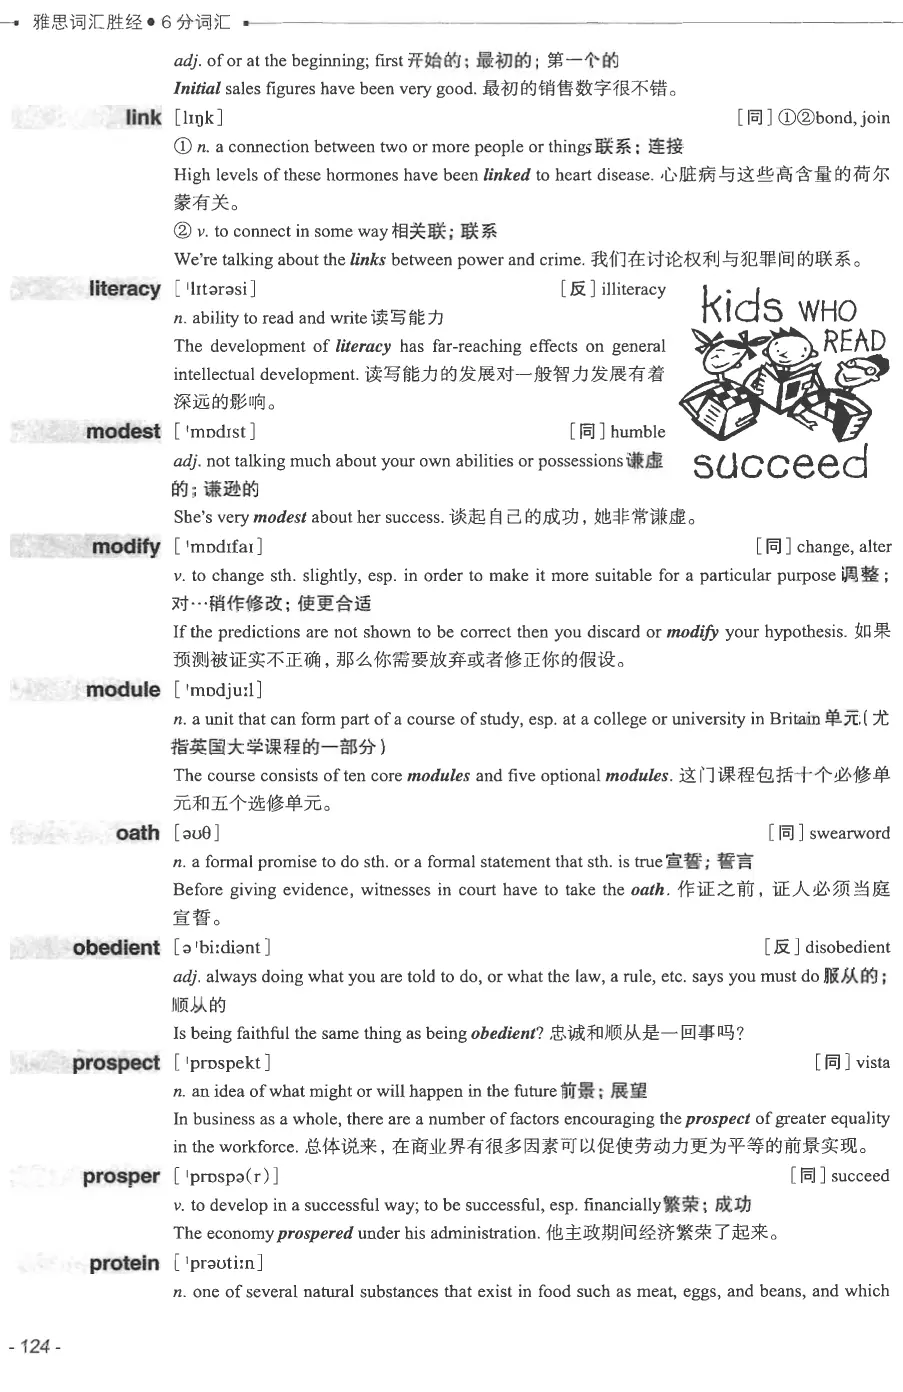 雅思词汇胜经●6分词汇
adj. of or at the beginning; first 开始的；最初的；第一个的
Initial sales figures have been very good. 最初的销售数字很不错。
link [lɪŋk] [同]①②bond, join
① n. a connection between two or more people or things 联系；连接
High levels of these hormones have been linked to heart disease. 心脏病与这些高含量的荷尔
蒙有关。
② v. to connect in some way 相关联；联系
We're talking about the links between power and crime. 我们在讨论权利与犯罪间的联系。
literacy [ˈlɪtərəsi] [反] illiteracy
n. ability to read and write 读写能力
The development of literacy has far-reaching effects on general
intellectual development. 读写能力的发展对一般智力发展有着
深远的影响。
kids WHO
READ
succeed
modest [ˈmɒdɪst] [同] humble
adj. not talking much about your own abilities or possessions 谦虚
的；谦逊的
She's very modest about her success. 谈起自己的成功，她非常谦虚。
modify [ˈmɒdɪfaɪ] [同] change, alter
v. to change sth. slightly, esp. in order to make it more suitable for a particular purpose 调整；
对…稍作修改；使更合适
If the predictions are not shown to be correct then you discard or modify your hypothesis. 如果
预测被证实不正确，那么你需要放弃或者修正你的假设。
module [ˈmɒdjuːl]
n. a unit that can form part of a course of study, esp. at a college or university in Britain 单元(尤
指英国大学课程的一部分)
The course consists of ten core modules and five optional modules. 这门课程包括十个必修单
元和五个选修单元。
oath [əʊθ] [同] swearword
n. a formal promise to do sth. or a formal statement that sth. is true 宣誓；誓言
Before giving evidence, witnesses in court have to take the oath. 作证之前，证人必须当庭
宣誓。
obedient [əˈbiːdiənt] [反] disobedient
adj. always doing what you are told to do, or what the law, a rule, etc. says you must do 服从的；
顺从的
Is being faithful the same thing as being obedient? 忠诚和顺从是一回事吗？
prospect [ˈprɒspekt] [同] vista
n. an idea of what might or will happen in the future 前景；展望
In business as a whole, there are a number of factors encouraging the prospect of greater equality
in the workforce. 总体说来，在商业界有很多因素可以促使劳动力更为平等的前景实现。
prosper [ˈprɒspə(r)] [同] succeed
v. to develop in a successful way; to be successful, esp. financially 繁荣；成功
The economy prospered under his administration. 他主政期间经济繁荣了起来。
protein [ˈprəʊtiːn]
n. one of several natural substances that exist in food such as meat, eggs, and beans, and which
- 124 -